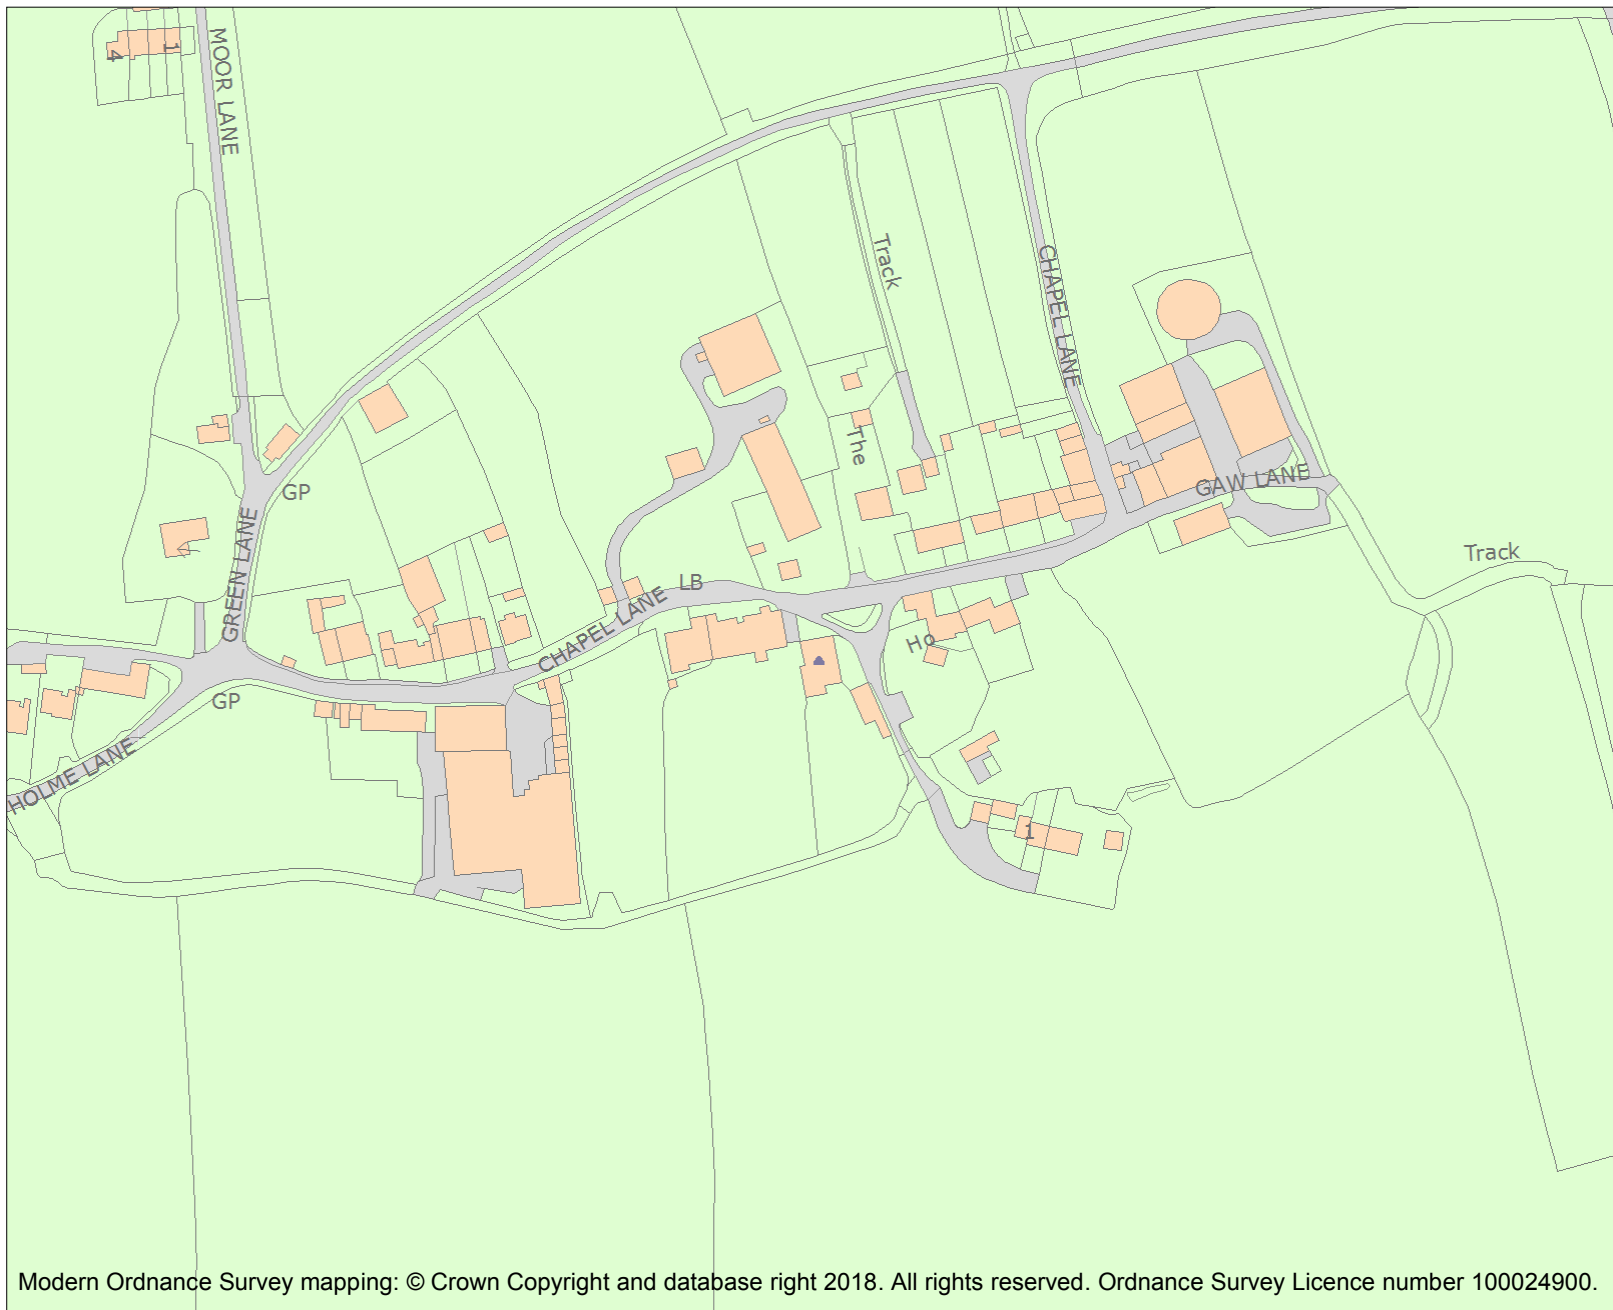 MOOR LANE
4
1
Track
CHAPEL LANE
The
GAW LANE
GP
GREEN LANE
Track
LB
CHAPEL LANE
Ho
GP
HOLME LANE
1
Modern Ordnance Survey mapping: © Crown Copyright and database right 2018. All rights reserved. Ordnance Survey Licence number 100024900.